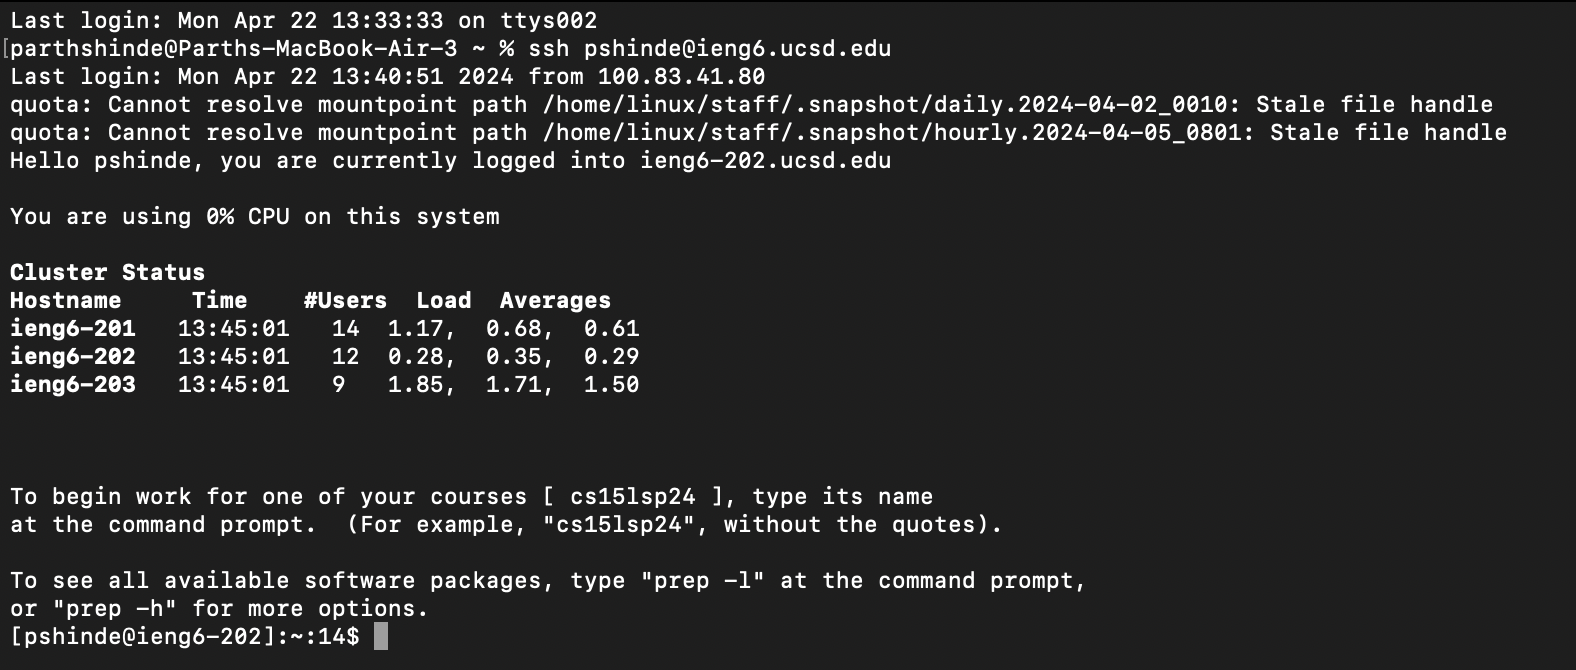 Last login: Mon Apr 22 13:33:33 on ttys002
[parthshinde@Parths-MacBook-Air-3 ~ % ssh pshinde@ieng6.ucsd.edu
Last login: Mon Apr 22 13:40:51 2024 from 100.83.41.80
quota: Cannot resolve mountpoint path /home/linux/staff/.snapshot/daily.2024-04-02_0010: Stale file handle
quota: Cannot resolve mountpoint path /home/linux/staff/.snapshot/hourly.2024-04-05_0801: Stale file handle
Hello pshinde, you are currently logged into ieng6-202.ucsd.edu
You are using 0% CPU on this system
Cluster Status
Hostname     Time    #Users  Load  Averages
ieng6-201   13:45:01   14  1.17,  0.68,  0.61
ieng6-202   13:45:01   12  0.28,  0.35,  0.29
ieng6-203   13:45:01   9   1.85,  1.71,  1.50
To begin work for one of your courses [ cs15lsp24 ], type its name
at the command prompt.  (For example, "cs15lsp24", without the quotes).
To see all available software packages, type "prep -l" at the command prompt,
or "prep -h" for more options.
[pshinde@ieng6-202]:~:14$